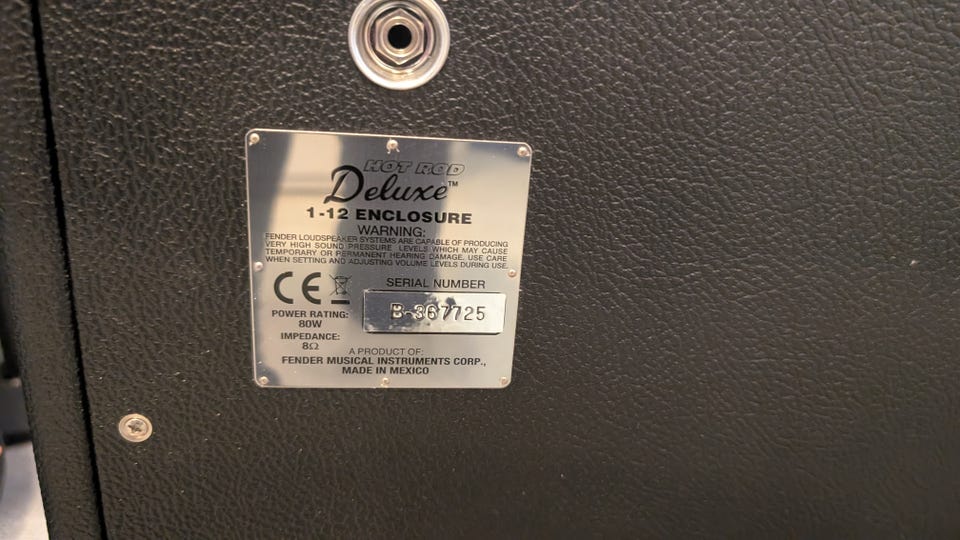 HOT ROD
Deluxe™
1-12 ENCLOSURE
WARNING:
FENDER LOUDSPEAKER SYSTEMS ARE CAPABLE OF PRODUCING
VERY HIGH SOUND PRESSURE LEVELS WHICH MAY CAUSE
TEMPORARY OR PERMANENT HEARING DAMAGE. USE CARE
WHEN SETTING AND ADJUSTING VOLUME LEVELS DURING USE.
CE
SERIAL NUMBER
B-367725
POWER RATING:
80W
IMPEDANCE:
8Ω
A PRODUCT OF:
FENDER MUSICAL INSTRUMENTS CORP.,
MADE IN MEXICO